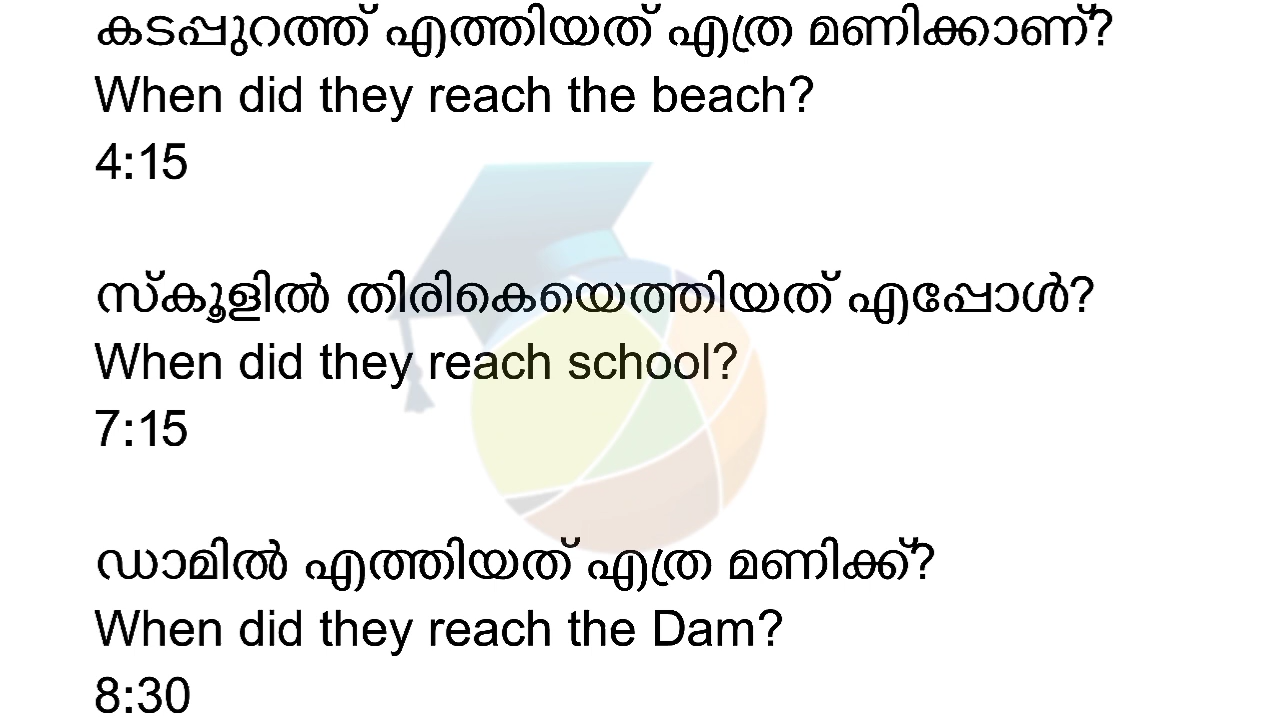 കടപ്പുറത്ത് എത്തിയത് എത്ര മണിക്കാണ്?
When did they reach the beach?
4:15
സ്കൂളിൽ തിരികെയെത്തിയത് എപ്പോൾ?
When did they reach school?
7:15
ഡാമിൽ എത്തിയത് എത്ര മണിക്ക്?
When did they reach the Dam?
8:30